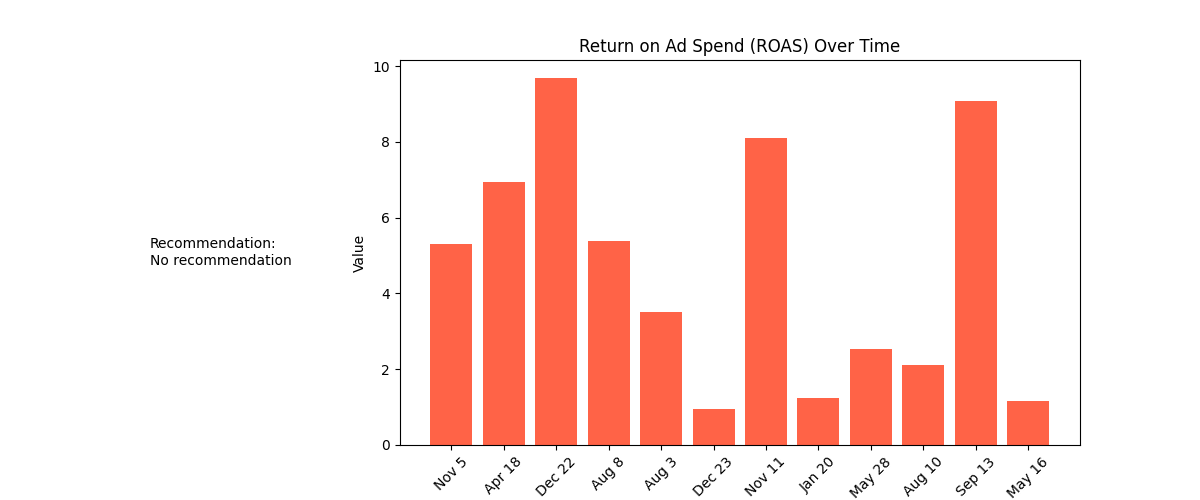 Return on Ad Spend (ROAS) Over Time
Recommendation:
No recommendation
Value
10
8
6
4
2
0
Nov 5
Apr 18
Dec 22
Aug 8
Aug 3
Dec 23
Nov 11
Jan 20
May 28
Aug 10
Sep 13
May 16